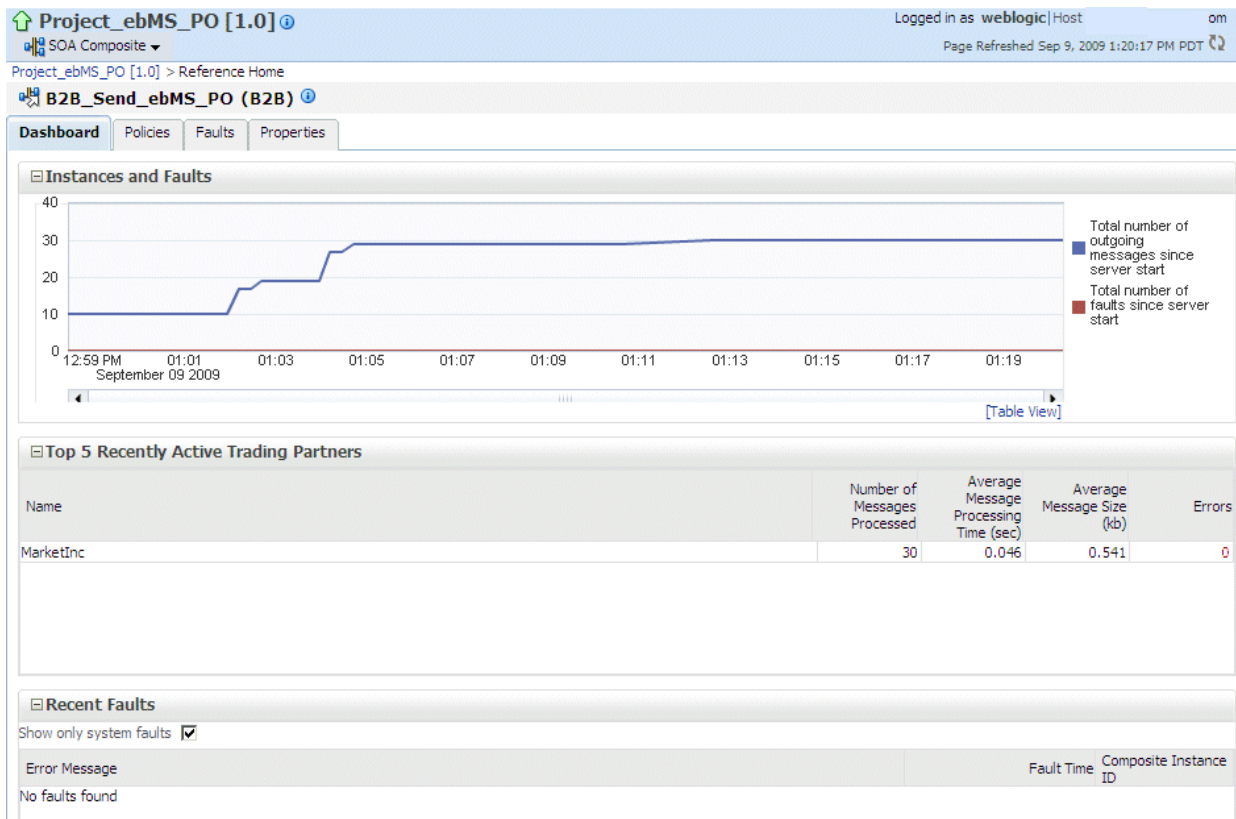 Project_ebMS_PO [1.0]
Logged in as weblogic|Host om
SOA Composite
Page Refreshed Sep 9, 2009 1:20:17 PM PDT
Project_ebMS_PO [1.0] > Reference Home
B2B_Send_ebMS_PO (B2B)
Dashboard Policies Faults Properties
Instances and Faults
40
30
20
10
0
12:59 PM 01:01 01:03 01:05 01:07 01:09 01:11 01:13 01:15 01:17 01:19
September 09 2009
Total number of
outgoing
messages since
server start
Total number of
faults since server
start
[Table View]
Top 5 Recently Active Trading Partners
Name
Number of
Messages
Processed
Average
Message
Processing
Time (sec)
Average
Message Size
(kb)
Errors
MarketInc 30 0.046 0.541 0
Recent Faults
Show only system faults
Error Message
Fault Time
Composite Instance
ID
No faults found